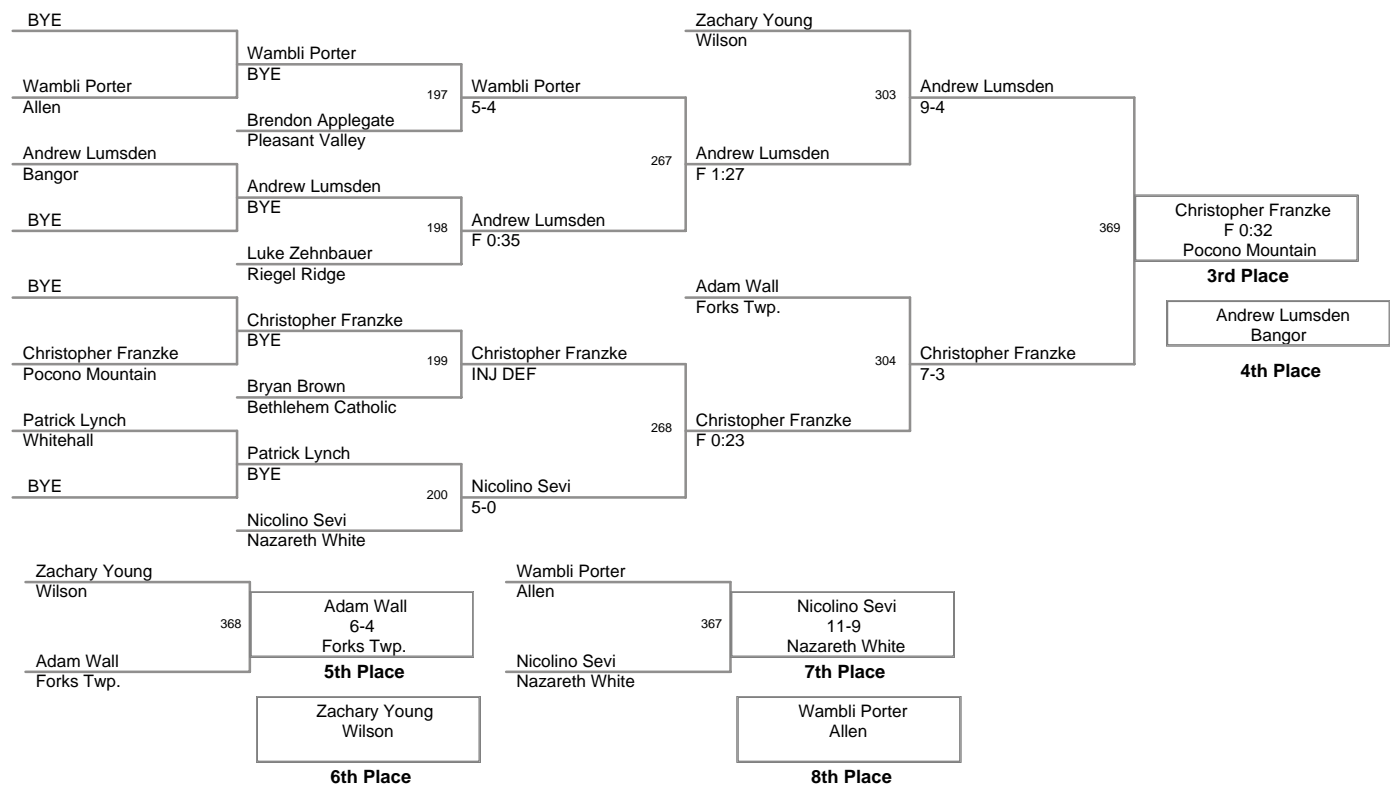 BYE
Zachary Young
Wilson
Wambli Porter
BYE
Wambli Porter
Allen
197
Wambli Porter
5-4
303
Andrew Lumsden
9-4
Brendon Applegate
Pleasant Valley
Andrew Lumsden
Bangor
267
Andrew Lumsden
F 1:27
Andrew Lumsden
BYE
BYE
198
Andrew Lumsden
F 0:35
369
Christopher Franzke
F 0:32
Pocono Mountain
3rd Place
Luke Zehnbauer
Riegel Ridge
BYE
Adam Wall
Forks Twp.
Andrew Lumsden
Bangor
4th Place
Christopher Franzke
BYE
Christopher Franzke
Pocono Mountain
199
Christopher Franzke
INJ DEF
304
Christopher Franzke
7-3
Bryan Brown
Bethlehem Catholic
Patrick Lynch
Whitehall
268
Christopher Franzke
F 0:23
Patrick Lynch
BYE
BYE
200
Nicolino Sevi
5-0
Nicolino Sevi
Nazareth White
Zachary Young
Wilson
368
Adam Wall
6-4
Forks Twp.
Adam Wall
Forks Twp.
5th Place
Zachary Young
Wilson
6th Place
Wambli Porter
Allen
367
Nicolino Sevi
11-9
Nazareth White
Nicolino Sevi
Nazareth White
7th Place
Wambli Porter
Allen
8th Place